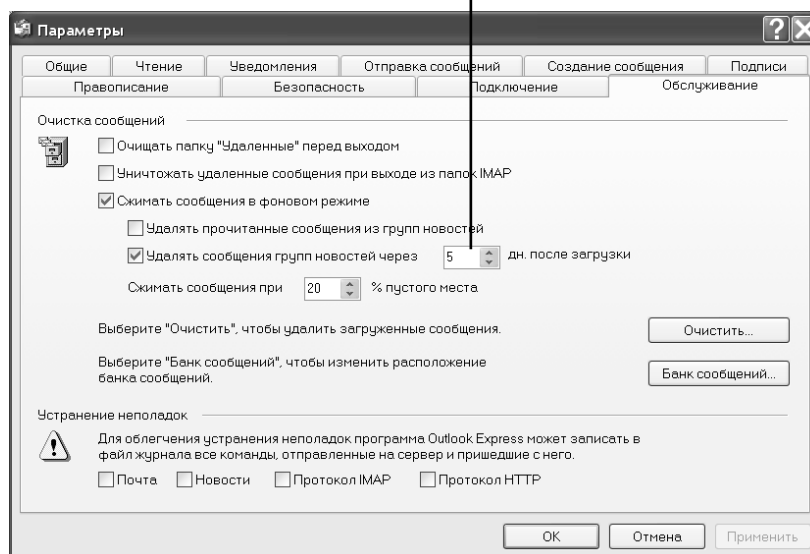 Параметры
Общие Чтение Уведомления Отправка сообщений Создание сообщения Подписи
Правописание Безопасность Подключение Обслуживание
Очистка сообщений
Очищать папку "Удаленные" перед выходом
Уничтожать удаленные сообщения при выходе из папок IMAP
Сжимать сообщения в фоновом режиме
Удалять прочитанные сообщения из групп новостей
Удалять сообщения групп новостей через 5 дн. после загрузки
Сжимать сообщения при 20 % пустого места
Выберите "Очистить", чтобы удалить загруженные сообщения.
Очистить...
Выберите "Банк сообщений", чтобы изменить расположение
банка сообщений.
Банк сообщений...
Устранение неполадок
Для облегчения устранения неполадок программа Outlook Express может записать в
файл журнала все команды, отправленные на сервер и пришедшие с него.
Почта Новости Протокол IMAP Протокол HTTP
OK Отмена Применить